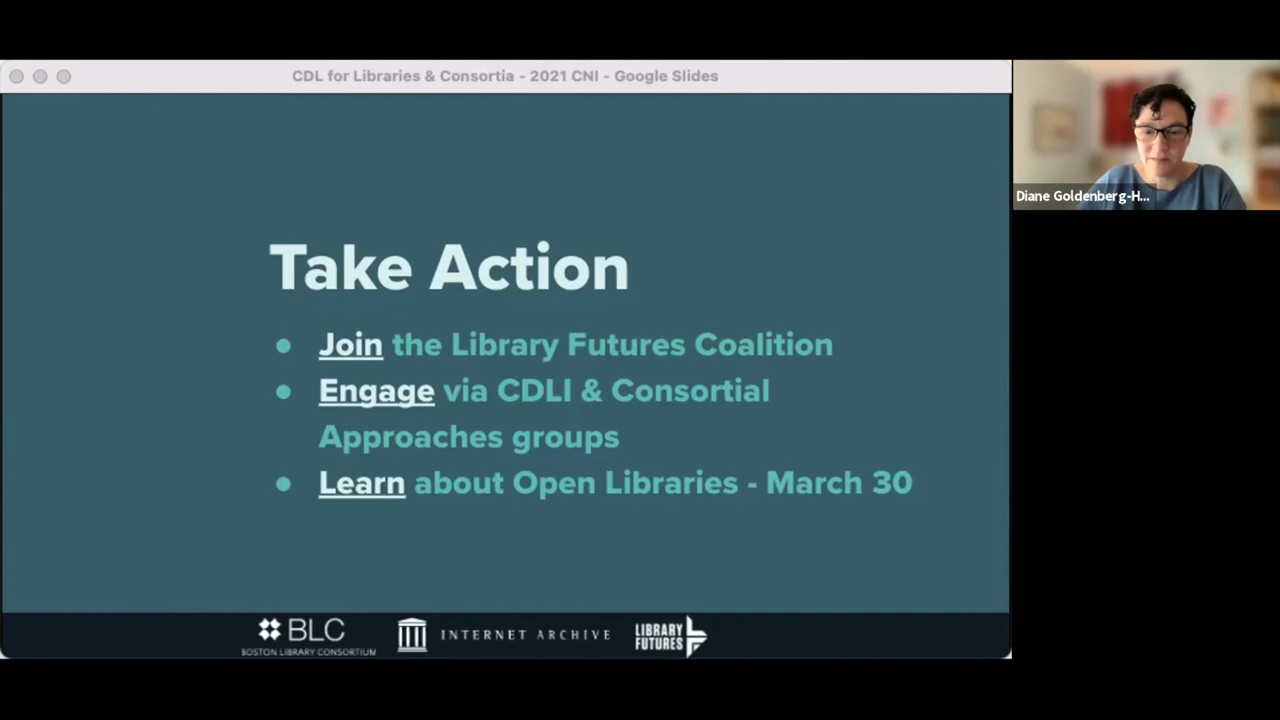 CDL for Libraries & Consortia - 2021 CNI - Google Slides
Diane Goldenberg-H...
Take Action
● Join the Library Futures Coalition
● Engage via CDLI & Consortial
Approaches groups
● Learn about Open Libraries - March 30
BLC
BOSTON LIBRARY CONSORTIUM
INTERNET ARCHIVE
LIBRARY
FUTURES